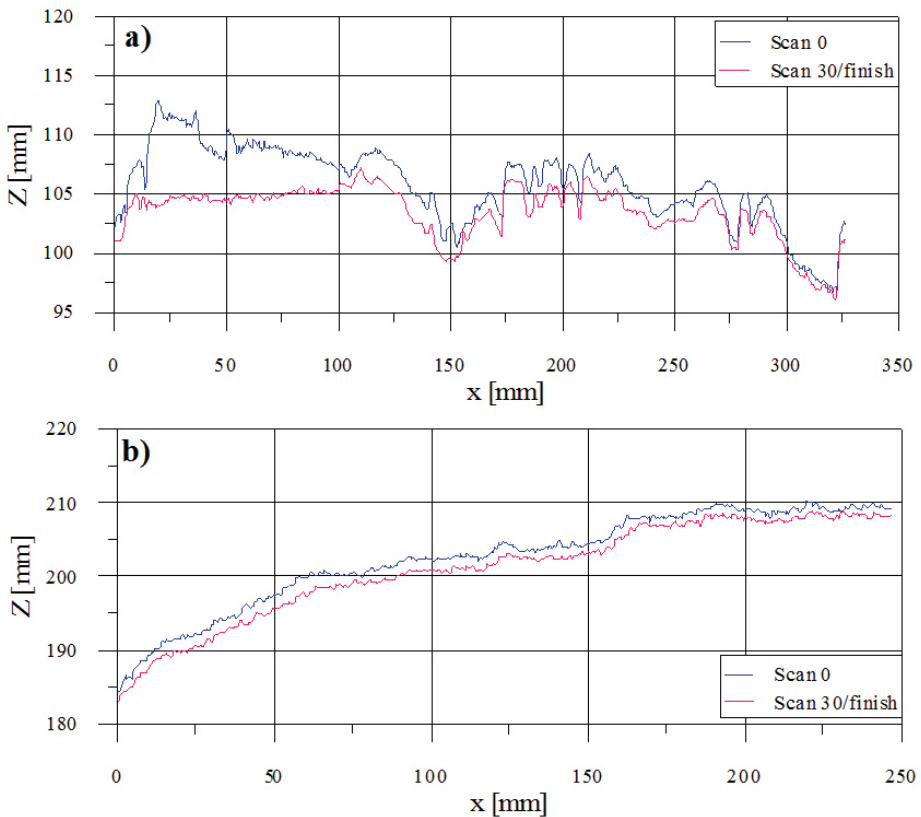 a)
120
115
110
105
100
95
Z [mm]
Scan 0
Scan 30/finish
0 50 100 150 200 250 300 350
x [mm]
b)
220
210
200
190
180
Z [mm]
Scan 0
Scan 30/finish
0 50 100 150 200 250
x [mm]